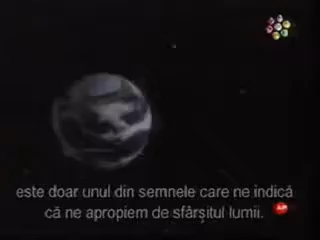 este doar unul din semnele care ne indică
că ne apropiem de sfârșitul lumii.